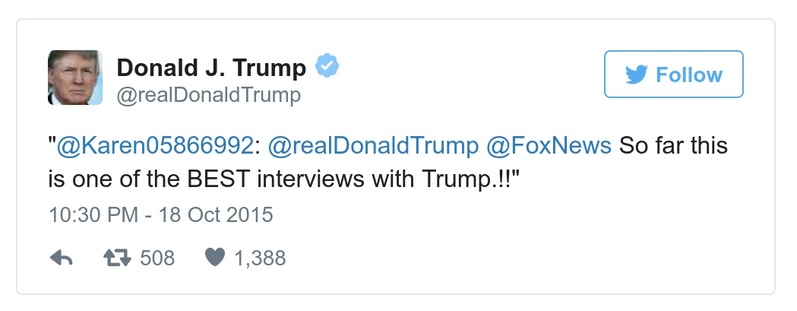 Donald J. Trump
@realDonaldTrump
Follow
"@Karen05866992: @realDonaldTrump @FoxNews So far this
is one of the BEST interviews with Trump.!!"
10:30 PM - 18 Oct 2015
508 1,388